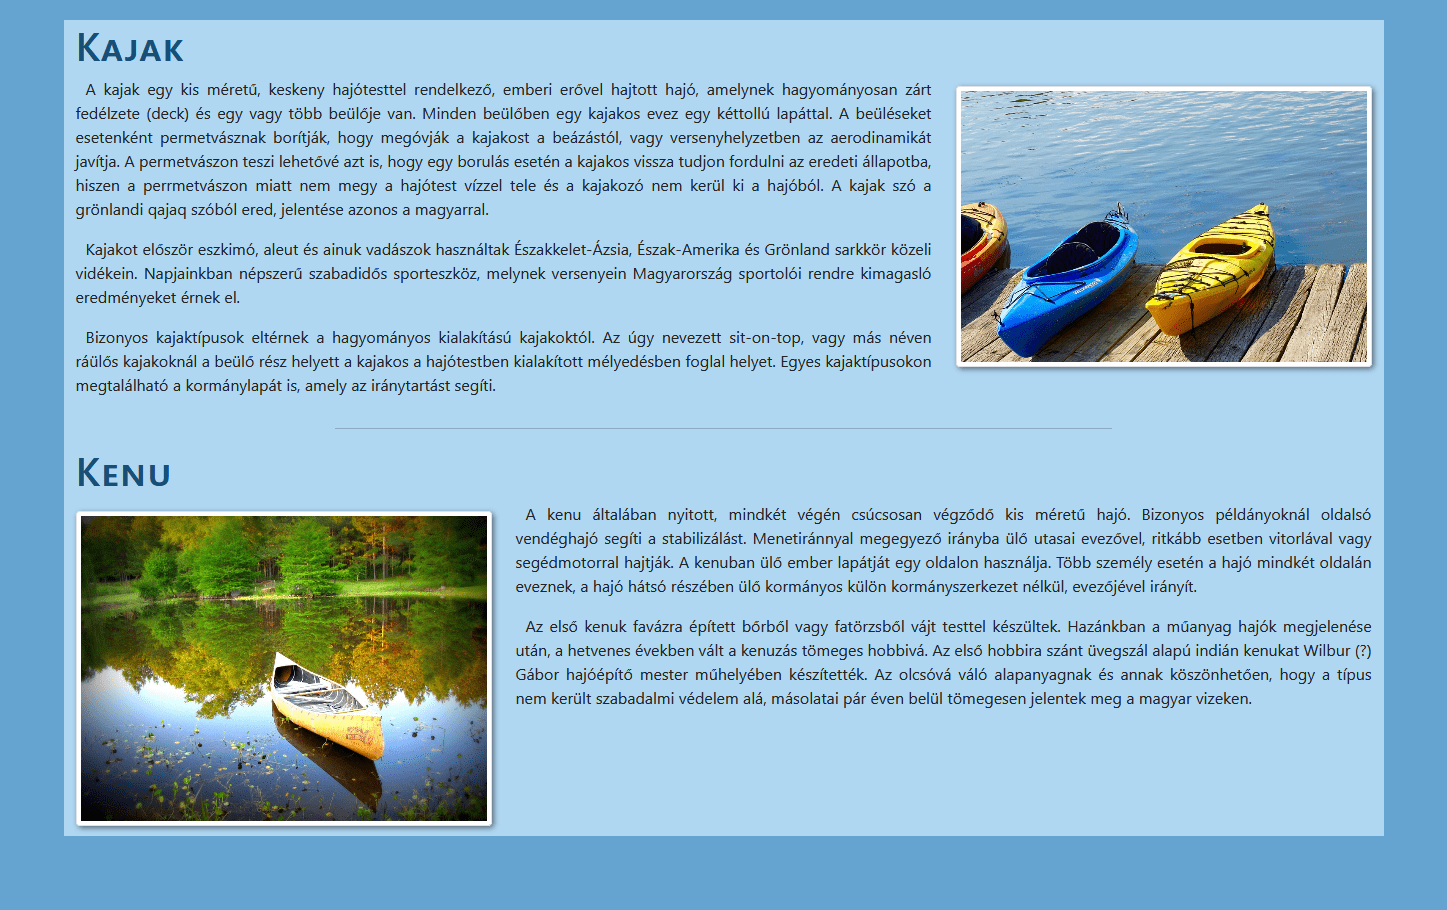 Kajak
A kajak egy kis méretű, keskeny hajótesttel rendelkező, emberi erővel hajtott hajó, amelynek hagyományosan zárt
fedélzete (deck) és egy vagy több beülője van. Minden beülőben egy kajakos evez egy kéttollú lapáttal. A beüléseket
esetenként permetvásznak borítják, hogy megóvják a kajakost a beázástól, vagy versenyhelyzetben az aerodinamikát
javítja. A permetvászon teszi lehetővé azt is, hogy egy borulás esetén a kajakos vissza tudjon fordulni az eredeti állapotba,
hiszen a perrmetvászon miatt nem megy a hajótest vízzel tele és a kajakozó nem kerül ki a hajóból. A kajak szó a
grönlandi qajaq szóból ered, jelentése azonos a magyarral.
Kajakot először eszkimó, aleut és ainuk vadászok használtak Északkelet-Ázsia, Észak-Amerika és Grönland sarkkör közeli
vidékein. Napjainkban népszerű szabadidős sporteszköz, melynek versenyein Magyarország sportolói rendre kimagasló
eredményeket érnek el.
Bizonyos kajaktípusok eltérnek a hagyományos kialakítású kajakoktól. Az úgy nevezett sit-on-top, vagy más néven
ráülős kajakoknál a beülő rész helyett a kajakos a hajótestben kialakított mélyedésben foglal helyet. Egyes kajaktípusokon
megtalálható a kormánylapát is, amely az iránytartást segíti.
Kenu
A kenu általában nyitott, mindkét végén csúcsosan végződő kis méretű hajó. Bizonyos példányoknál oldalsó
vendéghajó segíti a stabilizálást. Menetiránnyal megegyező irányba ülő utasai evezővel, ritkább esetben vitorlával vagy
segédmotorral hajtják. A kenuban ülő ember lapátját egy oldalon használja. Több személy esetén a hajó mindkét oldalán
eveznek, a hajó hátsó részében ülő kormányos külön kormányszerkezet nélkül, evezőjével irányít.
Az első kenuk favázra épített bőrből vagy fatörzsből vájt testtel készültek. Hazánkban a műanyag hajók megjelenése
után, a hetvenes években vált a kenuzás tömeges hobbivá. Az első hobbira szánt üvegszál alapú indián kenukat Wilbur (?)
Gábor hajóépítő mester műhelyében készítették. Az olcsóvá váló alapanyagnak és annak köszönhetően, hogy a típus
nem került szabadalmi védelem alá, másolatai pár éven belül tömegesen jelentek meg a magyar vizeken.